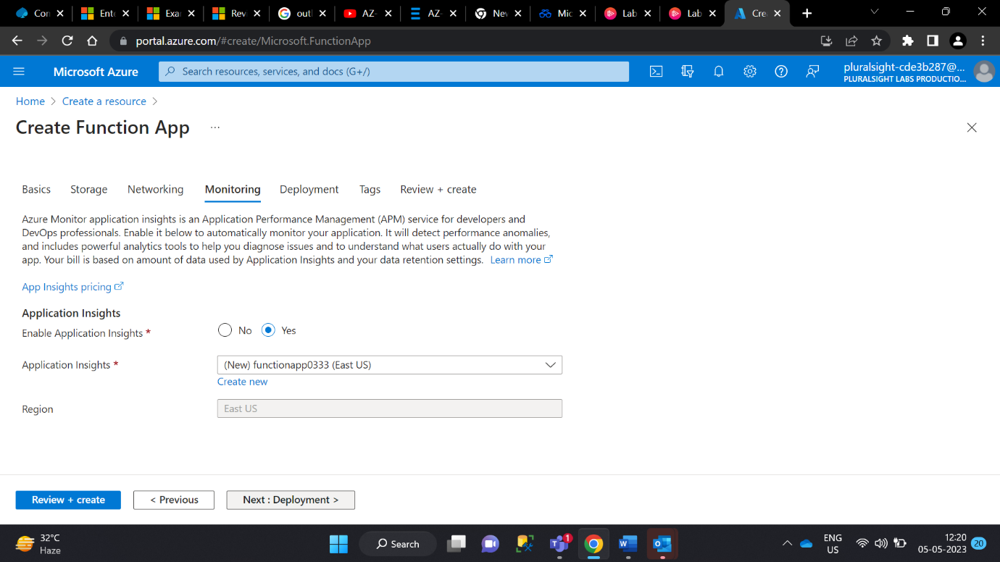 Con
Ente
Exar
Rev
outl
AZ-
AZ-
Nev
Mic
Lab
Lab
Cre
portal.azure.com/#create/Microsoft.FunctionApp
Microsoft Azure
Search resources, services, and docs (G+/)
pluralsight-cde3b287@...
PLURALSIGHT LABS PRODUCTIO...
Home > Create a resource >
Create Function App ...
Basics Storage Networking Monitoring Deployment Tags Review + create
Azure Monitor application insights is an Application Performance Management (APM) service for developers and
DevOps professionals. Enable it below to automatically monitor your application. It will detect performance anomalies,
and includes powerful analytics tools to help you diagnose issues and to understand what users actually do with your
app. Your bill is based on amount of data used by Application Insights and your data retention settings. Learn more
App Insights pricing
Application Insights
Enable Application Insights * No Yes
Application Insights * (New) functionapp0333 (East US)
Create new
Region East US
Review + create < Previous Next : Deployment >
32°C
Haze
Search
1
ENG
US
12:20
05-05-2023
20